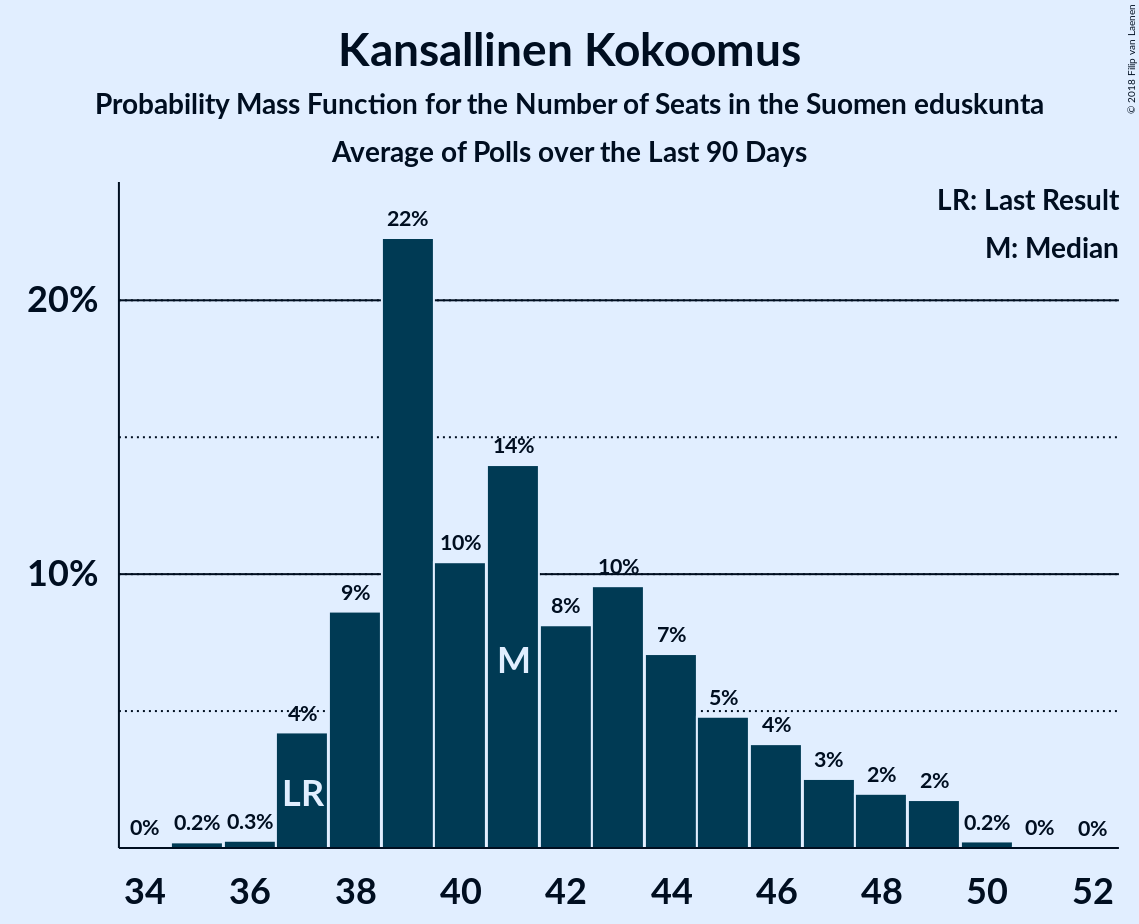 Kansallinen Kokoomus
Probability Mass Function for the Number of Seats in the Suomen eduskunta
Average of Polls over the Last 90 Days
© 2018 Filip van Laenen
LR: Last Result
M: Median
22%
20%
14%
10%
10%
10%
9%
8%
7%
5%
4%
4%
3%
2%
2%
0%
0.2%
0.3%
0.2%
0%
0%
M
LR
34 36 38 40 42 44 46 48 50 52